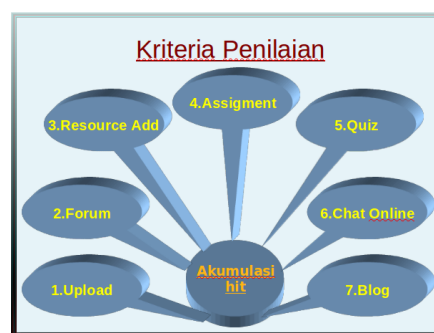 Kriteria Penilaian
4.Assigment
3.Resource Add
5.Quiz
2.Forum
6.Chat Online
Akumulasi
hit
1.Upload
7.Blog